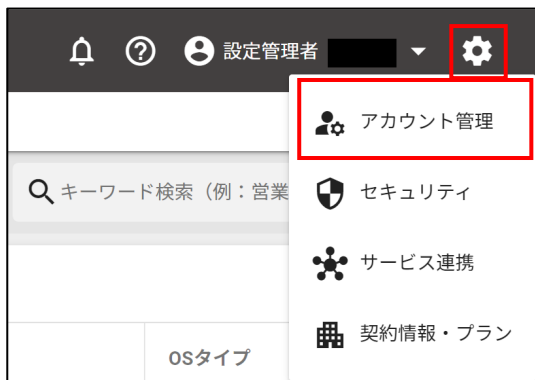 設定管理者
アカウント管理
キーワード検索（例：営業
セキュリティ
サービス連携
契約情報・プラン
OSタイプ